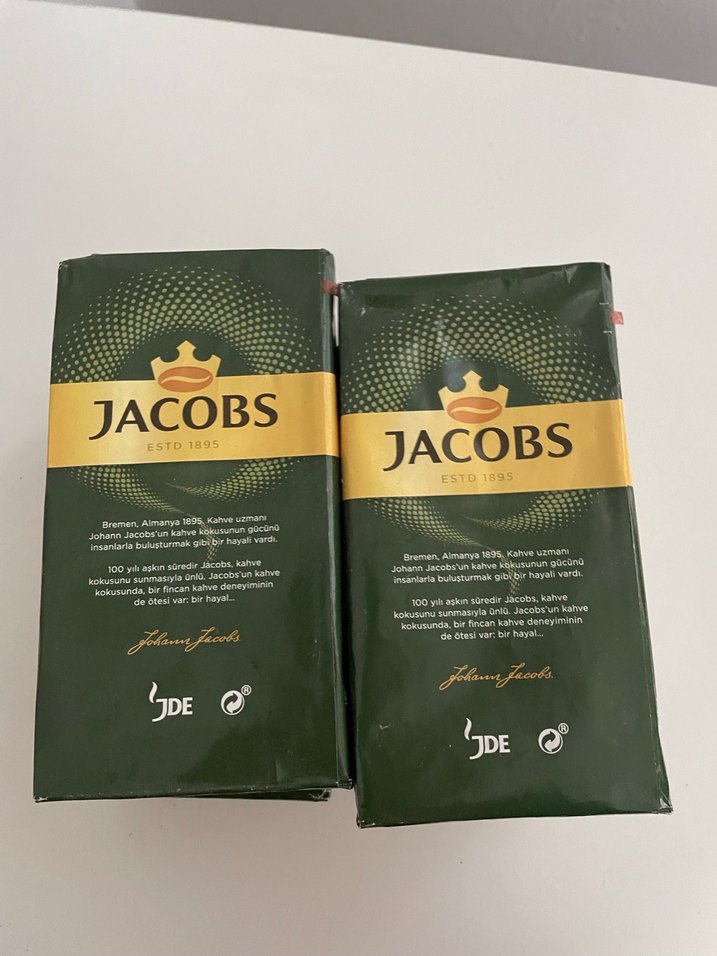 JACOBS
ESTD 1895
Bremen, Almanya 1895. Kahve uzmanı
Johann Jacobs'un kahve kokusunun gücünü
insanlarla buluşturmak gibi bir hayali vardı.
100 yılı aşkın süredir Jacobs, kahve
kokusunu sunmasıyla ünlü. Jacobs'un kahve
kokusunda, bir fincan kahve deneyiminin
de ötesi var: bir hayal...
Johann Jacobs
JDE
®
JACOBS
ESTD 1895
Bremen, Almanya 1895. Kahve uzmanı
Johann Jacobs'un kahve kokusunun gücünü
insanlarla buluşturmak gibi bir hayali vardı.
100 yılı aşkın süredir Jacobs, kahve
kokusunu sunmasıyla ünlü. Jacobs'un kahve
kokusunda, bir fincan kahve deneyiminin
de ötesi var: bir hayal...
Johann Jacobs.
JDE
®